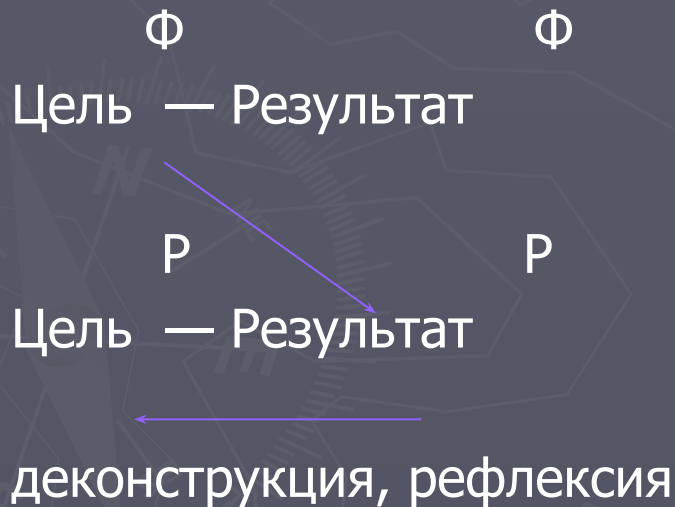 Ф Ф
Цель — Результат
Р Р
Цель — Результат
деконструкция, рефлексия